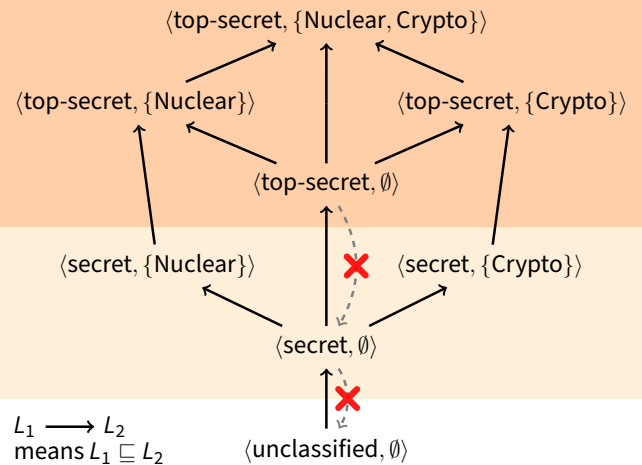 ⟨top-secret, {Nuclear, Crypto}⟩
⟨top-secret, {Nuclear}⟩
⟨top-secret, {Crypto}⟩
⟨top-secret, ∅⟩
⟨secret, {Nuclear}⟩
⟨secret, {Crypto}⟩
⟨secret, ∅⟩
L₁ ⟶ L₂
means L₁ ⊑ L₂
⟨unclassified, ∅⟩